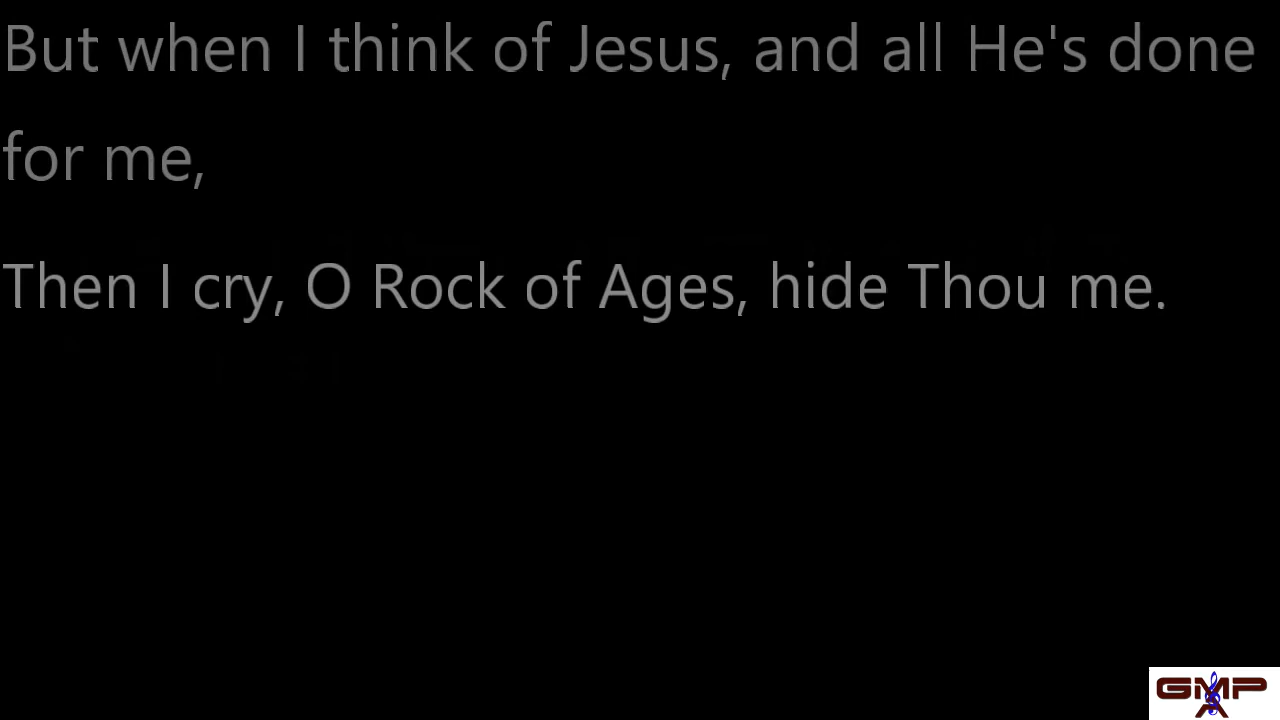 But when I think of Jesus, and all He's done
for me,
Then I cry, O Rock of Ages, hide Thou me.
GMP
A